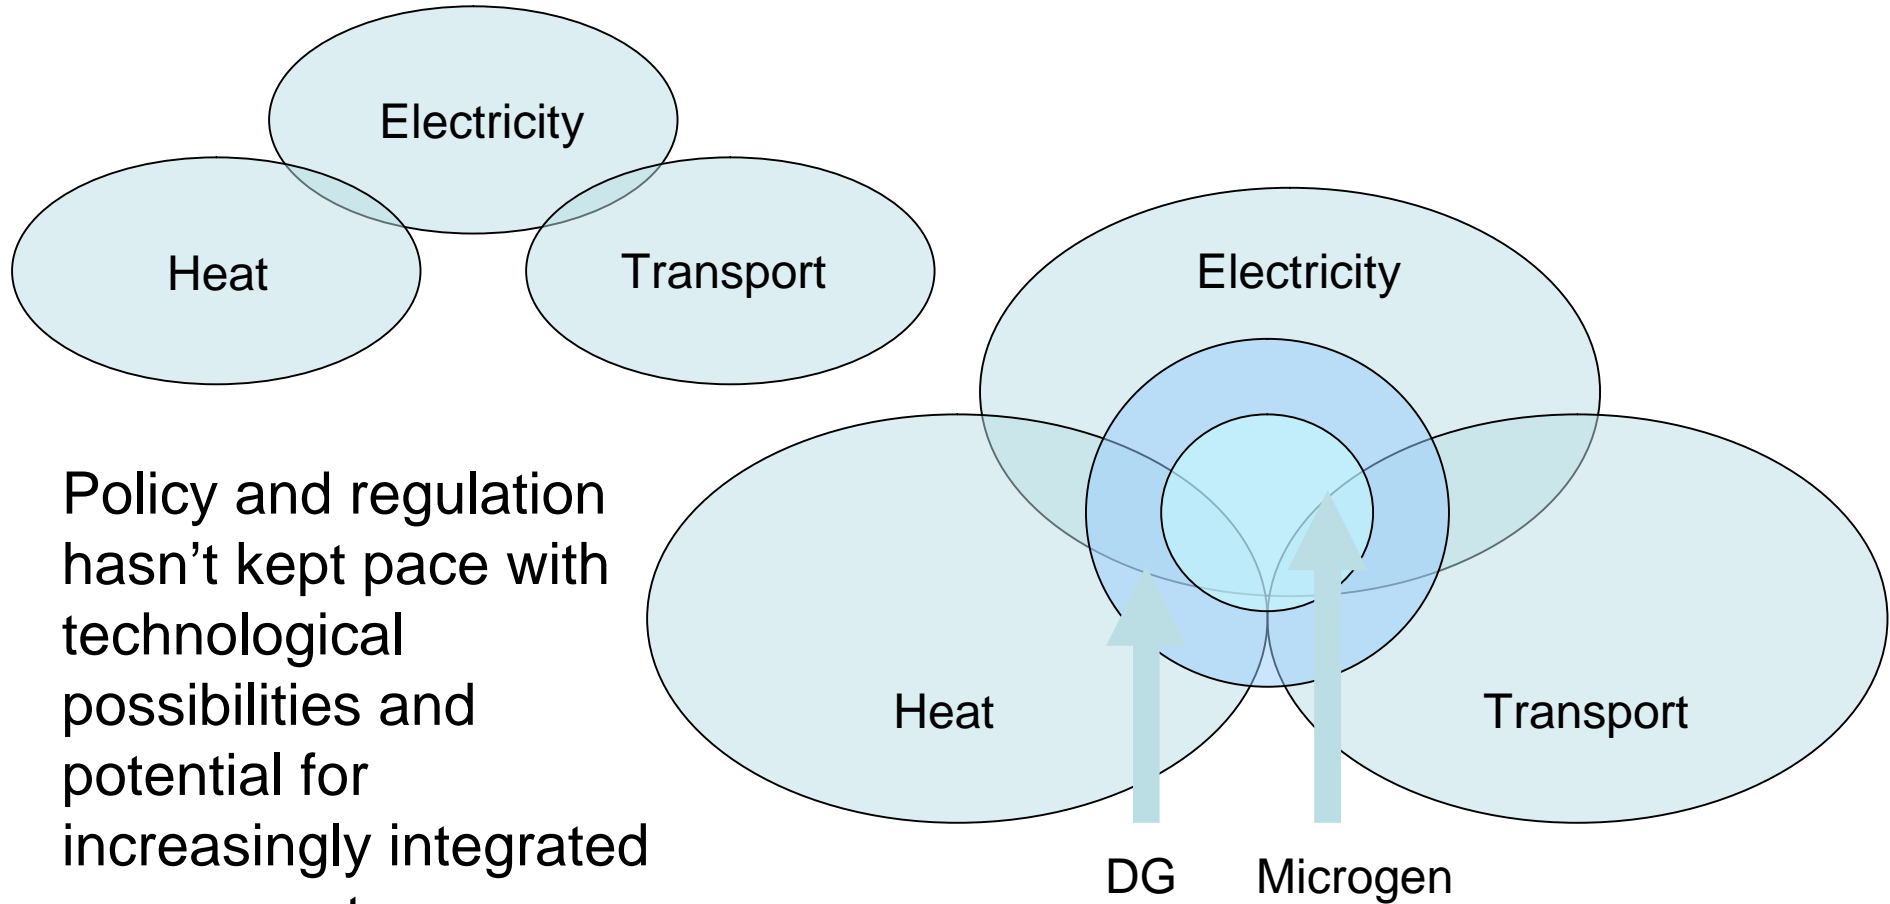 Electricity
Heat
Transport
Electricity
Heat
Transport
Policy and regulation
hasn’t kept pace with
technological
possibilities and
potential for
increasingly integrated
DG
Microgen